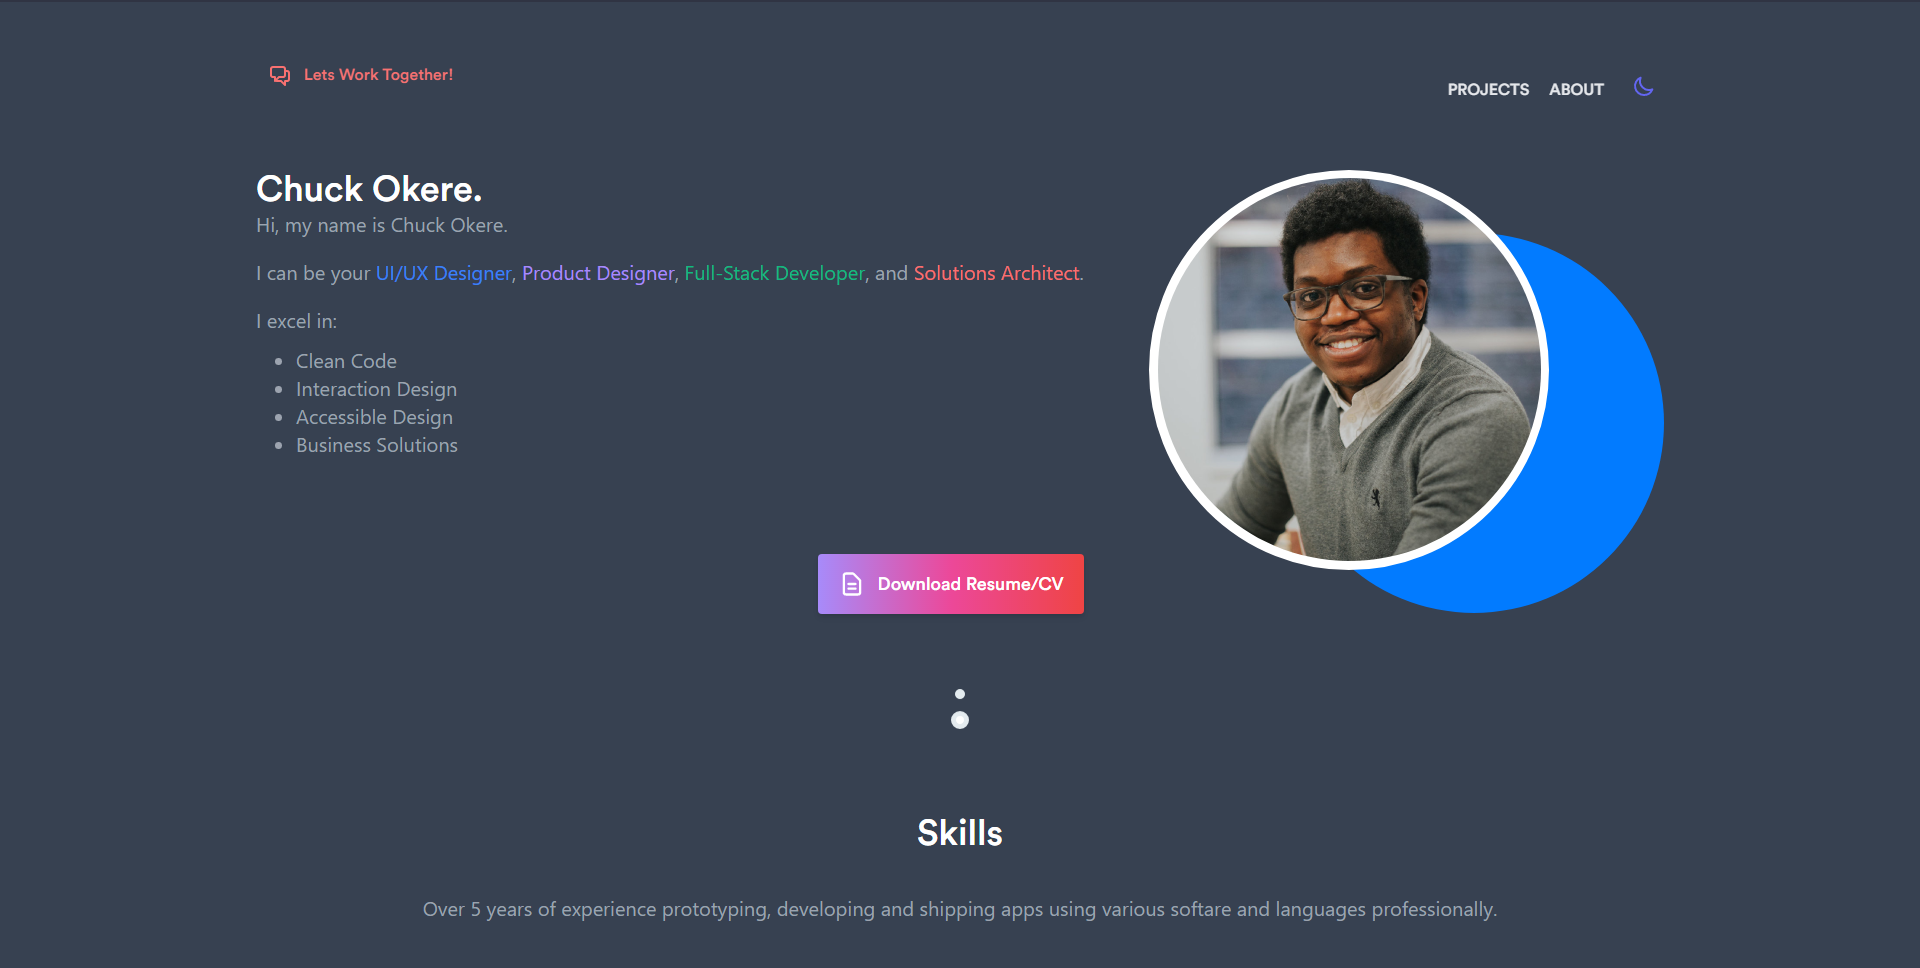 Lets Work Together!
PROJECTS ABOUT
Chuck Okere.
Hi, my name is Chuck Okere.
I can be your UI/UX Designer, Product Designer, Full-Stack Developer, and Solutions Architect.
I excel in:
Clean Code
Interaction Design
Accessible Design
Business Solutions
Download Resume/CV
Skills
Over 5 years of experience prototyping, developing and shipping apps using various softare and languages professionally.